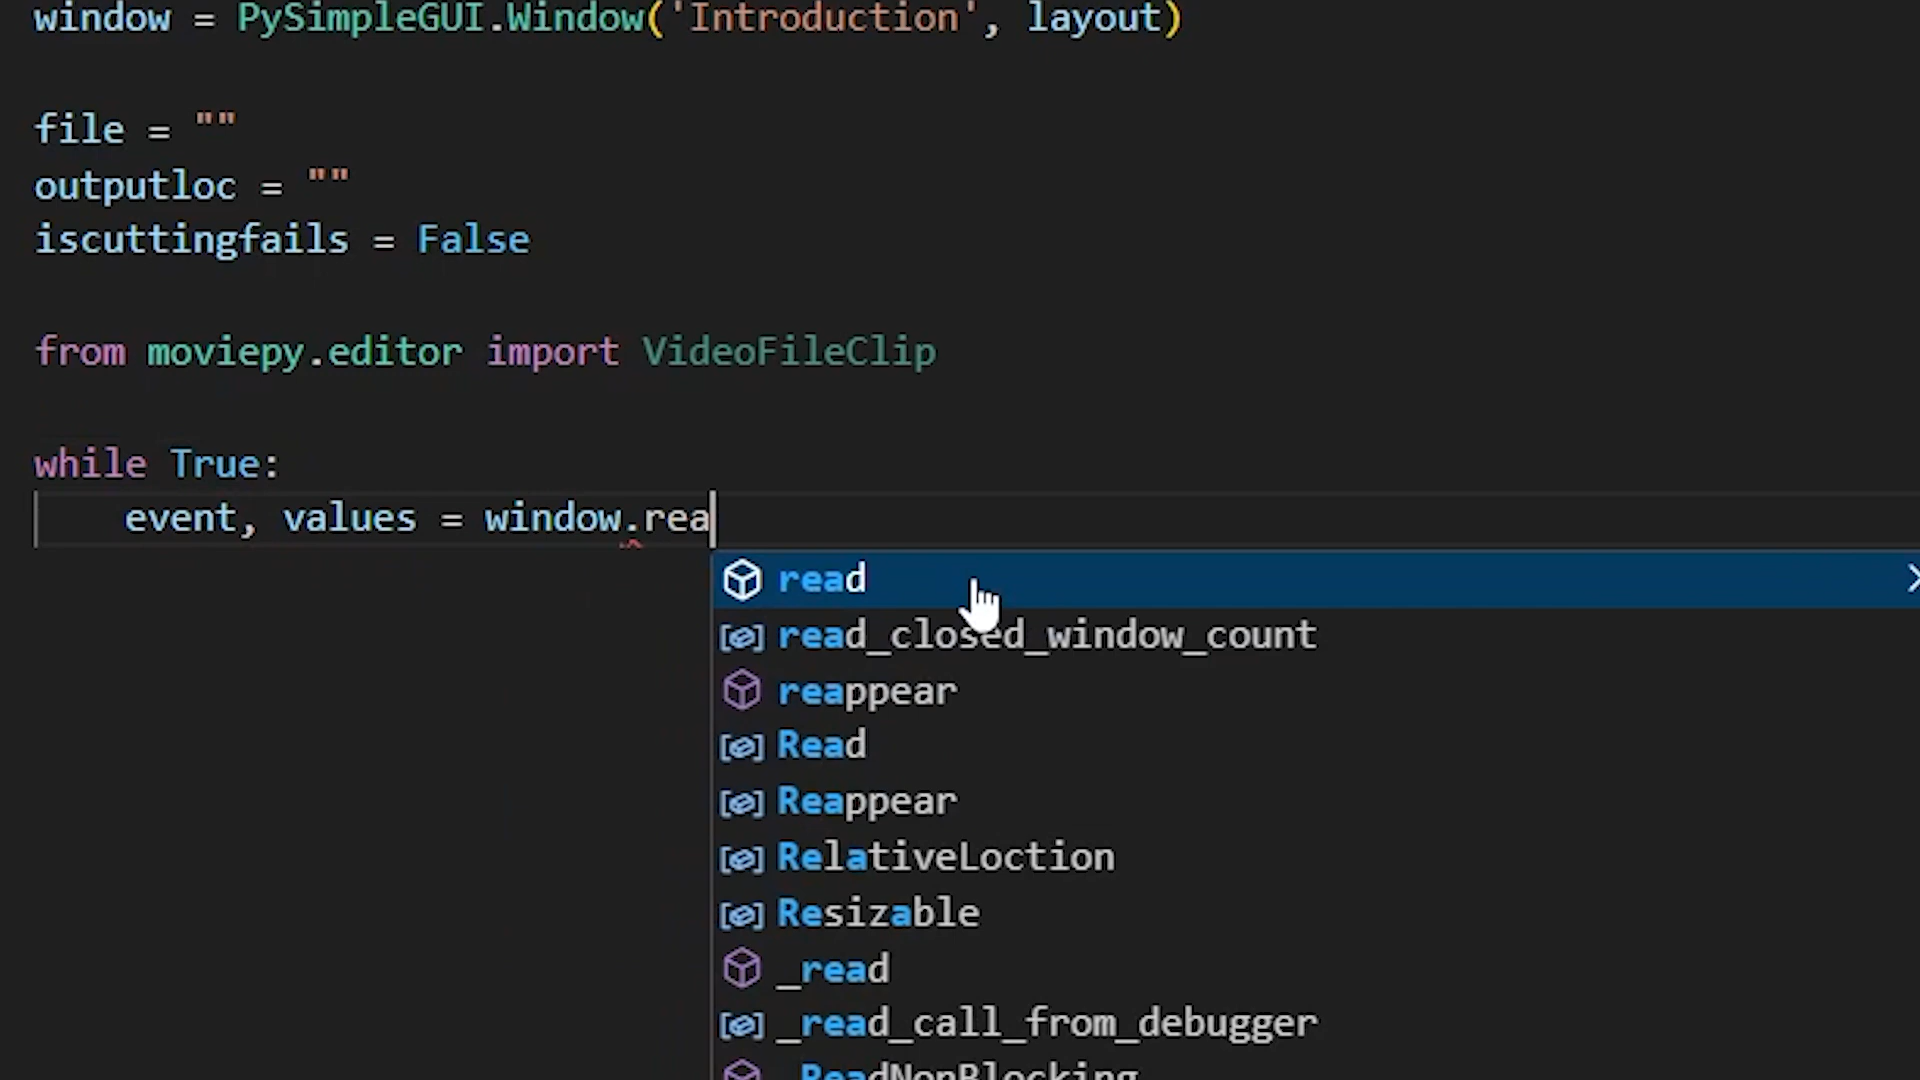 window = PySimpleGUI.Window('Introduction', layout)
file = ""
outputloc = ""
iscuttingfails = False
from moviepy.editor import VideoFileClip
while True:
    event, values = window.rea
read
read_closed_window_count
reappear
Read
Reappear
RelativeLoction
Resizable
_read
_read_call_from_debugger
_ReadNonBlocking